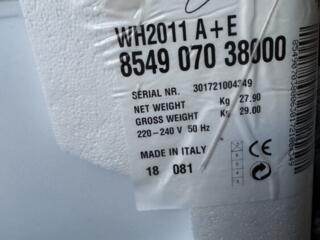 WH2011 A+E
8549 070 38000
SERIAL NR. 301721004349
NET WEIGHT Kg 27.90
GROSS WEIGHT Kg 29.00
220-240 V 50 Hz
MADE IN ITALY
18 081